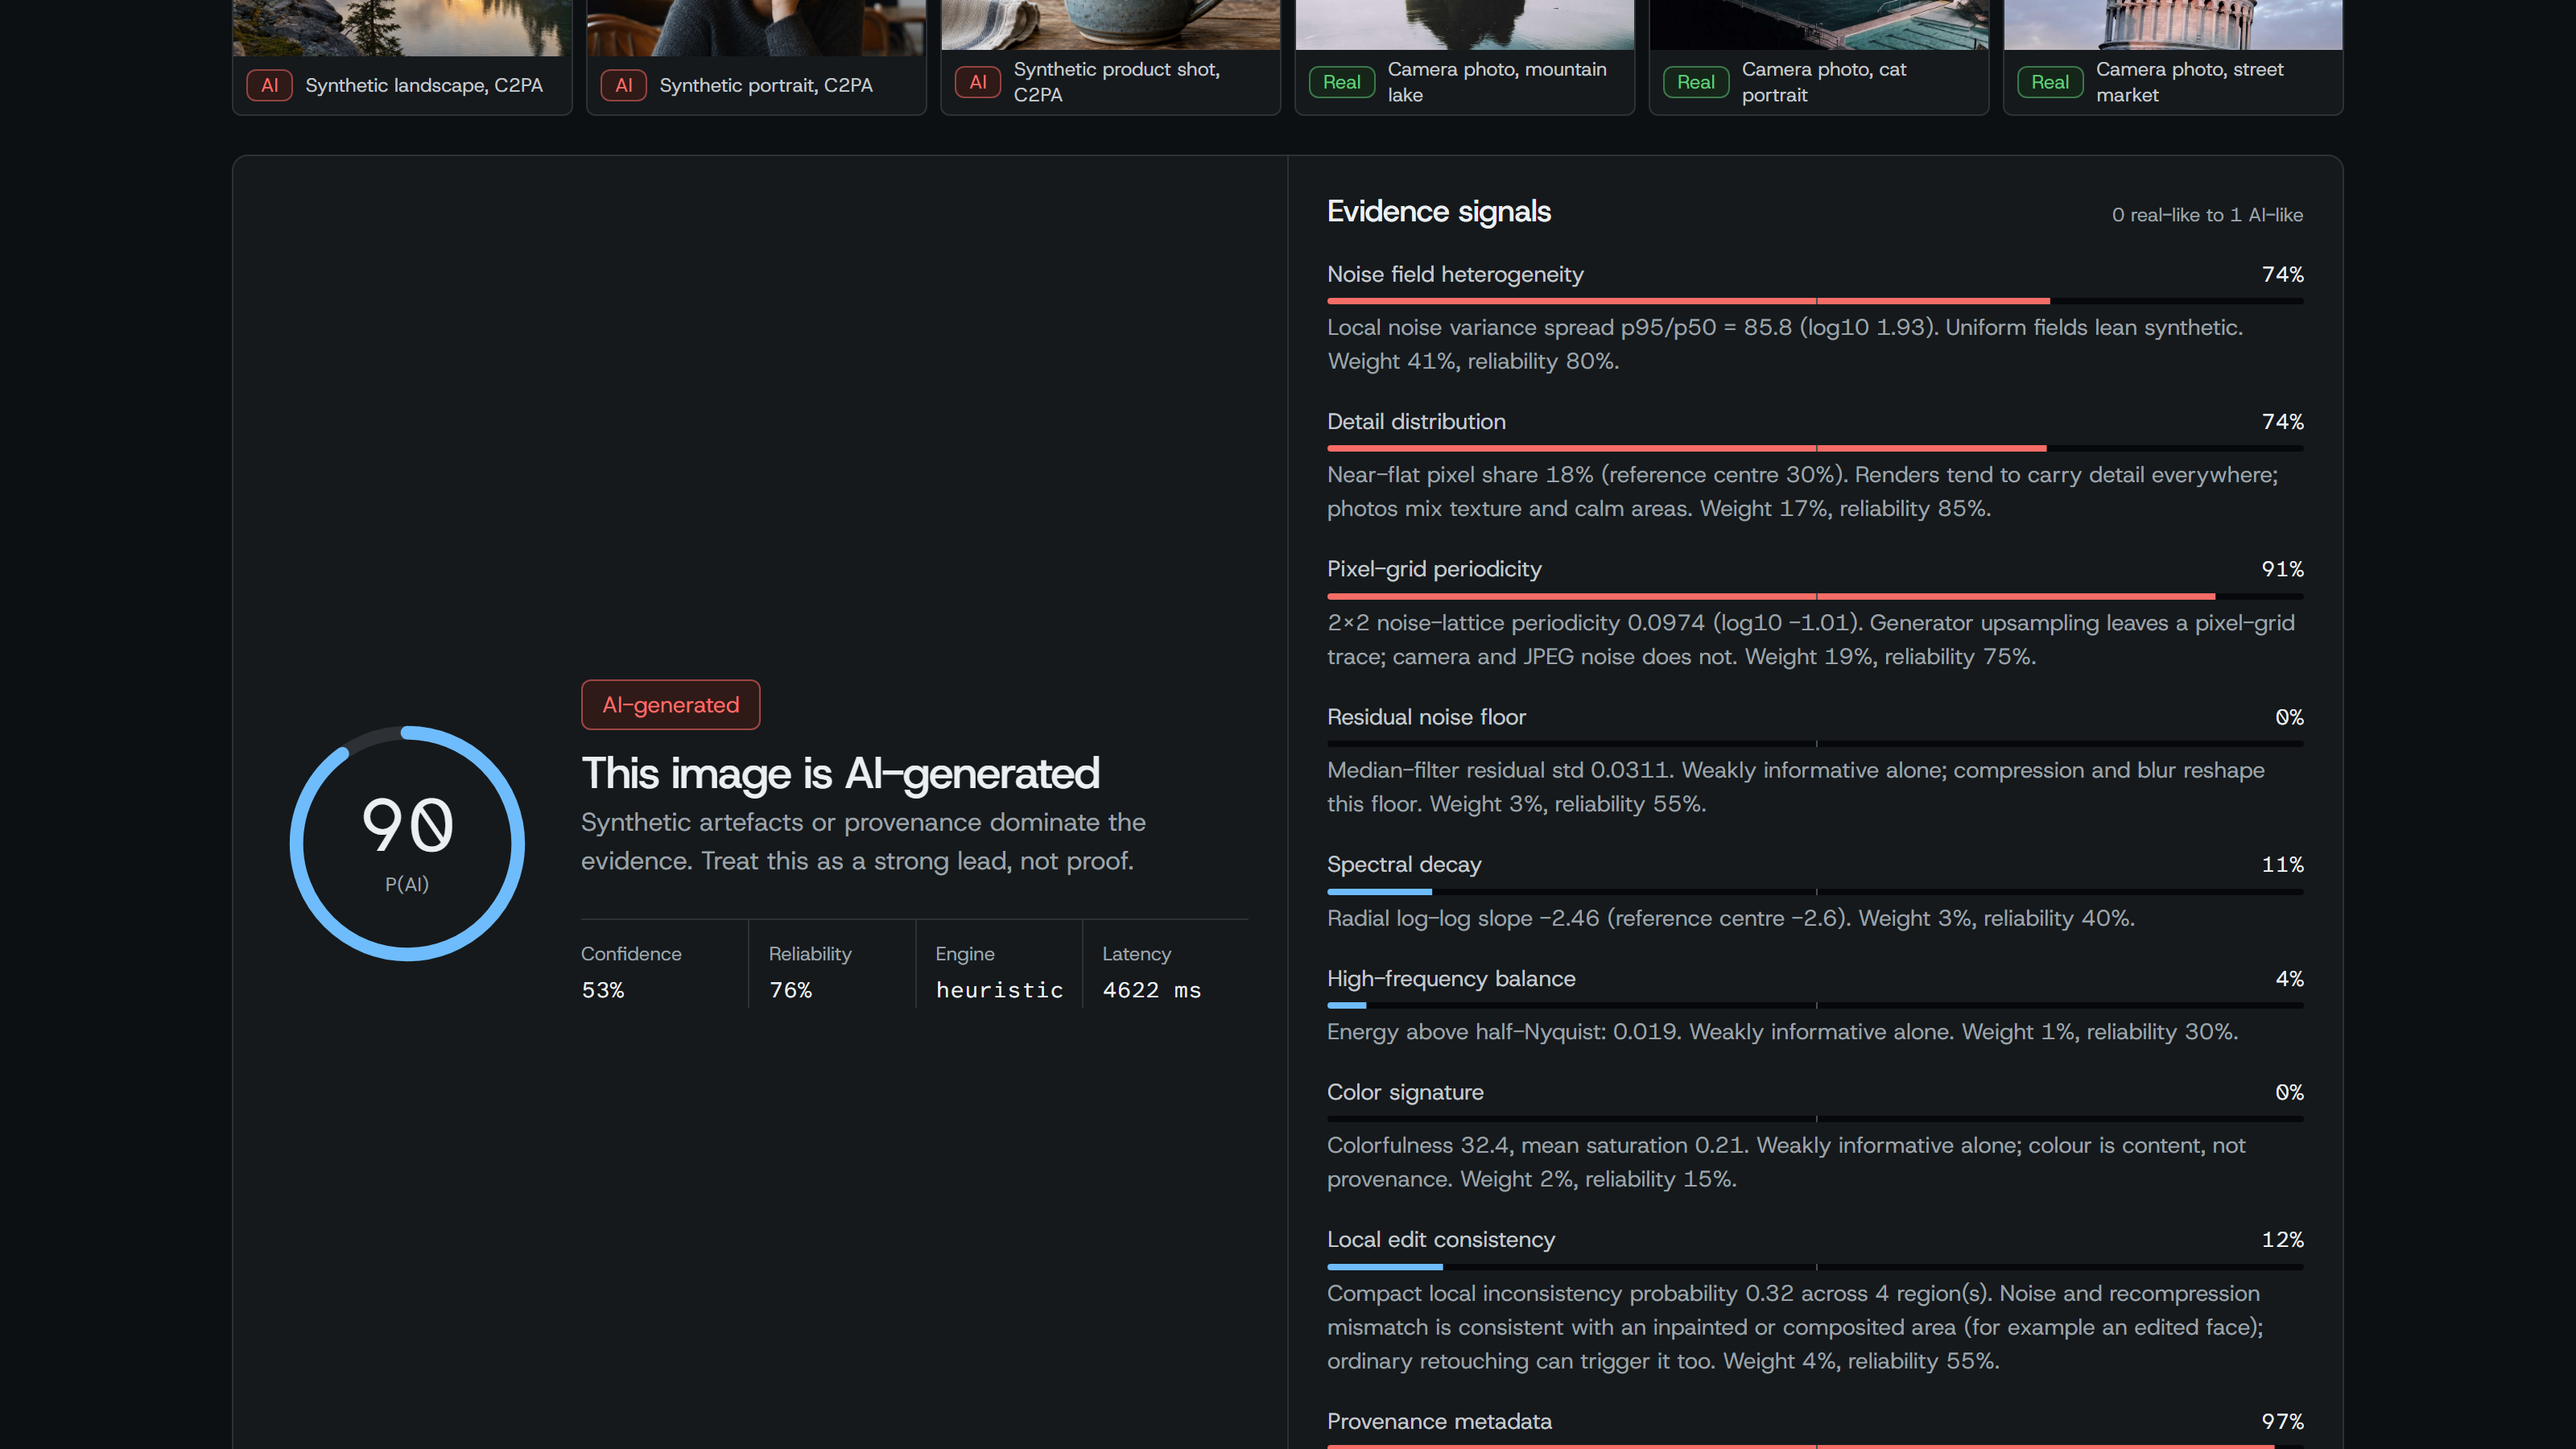 AI Synthetic landscape, C2PA
AI Synthetic portrait, C2PA
AI Synthetic product shot,
C2PA
Real Camera photo, mountain
lake
Real Camera photo, cat
portrait
Real Camera photo, street
market
90
P(AI)
AI-generated
This image is AI-generated
Synthetic artefacts or provenance dominate the
evidence. Treat this as a strong lead, not proof.
Confidence
53%
Reliability
76%
Engine
heuristic
Latency
4622 ms
Evidence signals
0 real-like to 1 AI-like
Noise field heterogeneity 74%
Local noise variance spread p95/p50 = 85.8 (log10 1.93). Uniform fields lean synthetic.
Weight 41%, reliability 80%.
Detail distribution 74%
Near-flat pixel share 18% (reference centre 30%). Renders tend to carry detail everywhere;
photos mix texture and calm areas. Weight 17%, reliability 85%.
Pixel-grid periodicity 91%
2×2 noise-lattice periodicity 0.0974 (log10 -1.01). Generator upsampling leaves a pixel-grid
trace; camera and JPEG noise does not. Weight 19%, reliability 75%.
Residual noise floor 0%
Median-filter residual std 0.0311. Weakly informative alone; compression and blur reshape
this floor. Weight 3%, reliability 55%.
Spectral decay 11%
Radial log-log slope -2.46 (reference centre -2.6). Weight 3%, reliability 40%.
High-frequency balance 4%
Energy above half-Nyquist: 0.019. Weakly informative alone. Weight 1%, reliability 30%.
Color signature 0%
Colorfulness 32.4, mean saturation 0.21. Weakly informative alone; colour is content, not
provenance. Weight 2%, reliability 15%.
Local edit consistency 12%
Compact local inconsistency probability 0.32 across 4 region(s). Noise and recompression
mismatch is consistent with an inpainted or composited area (for example an edited face);
ordinary retouching can trigger it too. Weight 4%, reliability 55%.
Provenance metadata 97%